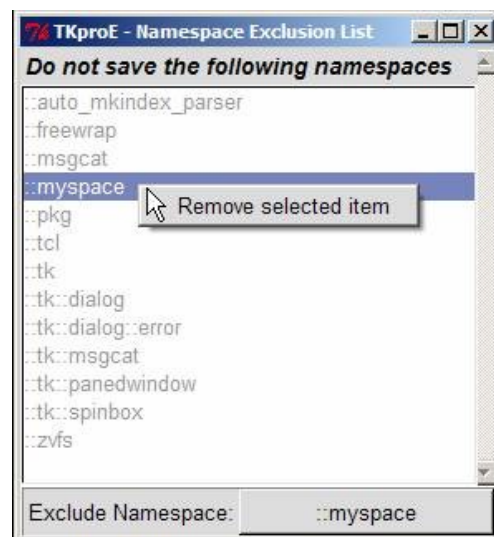 TKproE - Namespace Exclusion List
Do not save the following namespaces
::auto_mkindex_parser
::freewrap
::msgcat
::myspace
Remove selected item
::pkg
::tcl
::tk
::tk::dialog
::tk::dialog::error
::tk::msgcat
::tk::panedwindow
::tk::spinbox
::zvfs
Exclude Namespace: ::myspace